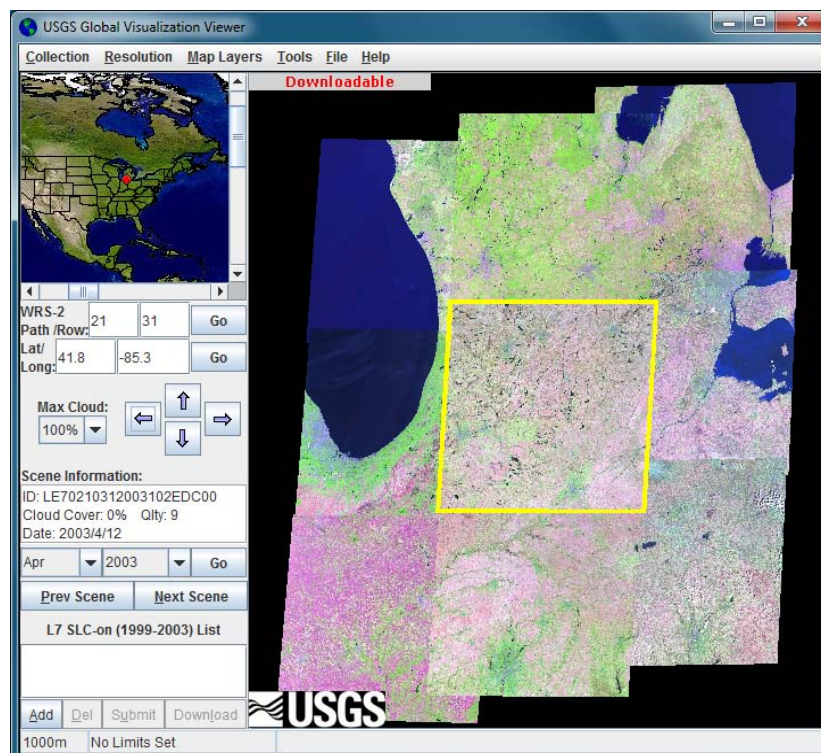 USGS Global Visualization Viewer
Collection Resolution Map Layers Tools File Help
Downloadable
WRS-2
Path /Row: 21 31 Go
Lat/
Long: 41.8 -85.3 Go
Max Cloud:
100%
Scene Information:
ID: LE70210312003102EDC00
Cloud Cover: 0% Qlty: 9
Date: 2003/4/12
Apr 2003 Go
Prev Scene Next Scene
L7 SLC-on (1999-2003) List
Add Del Submit Download
USGS
1000m No Limits Set